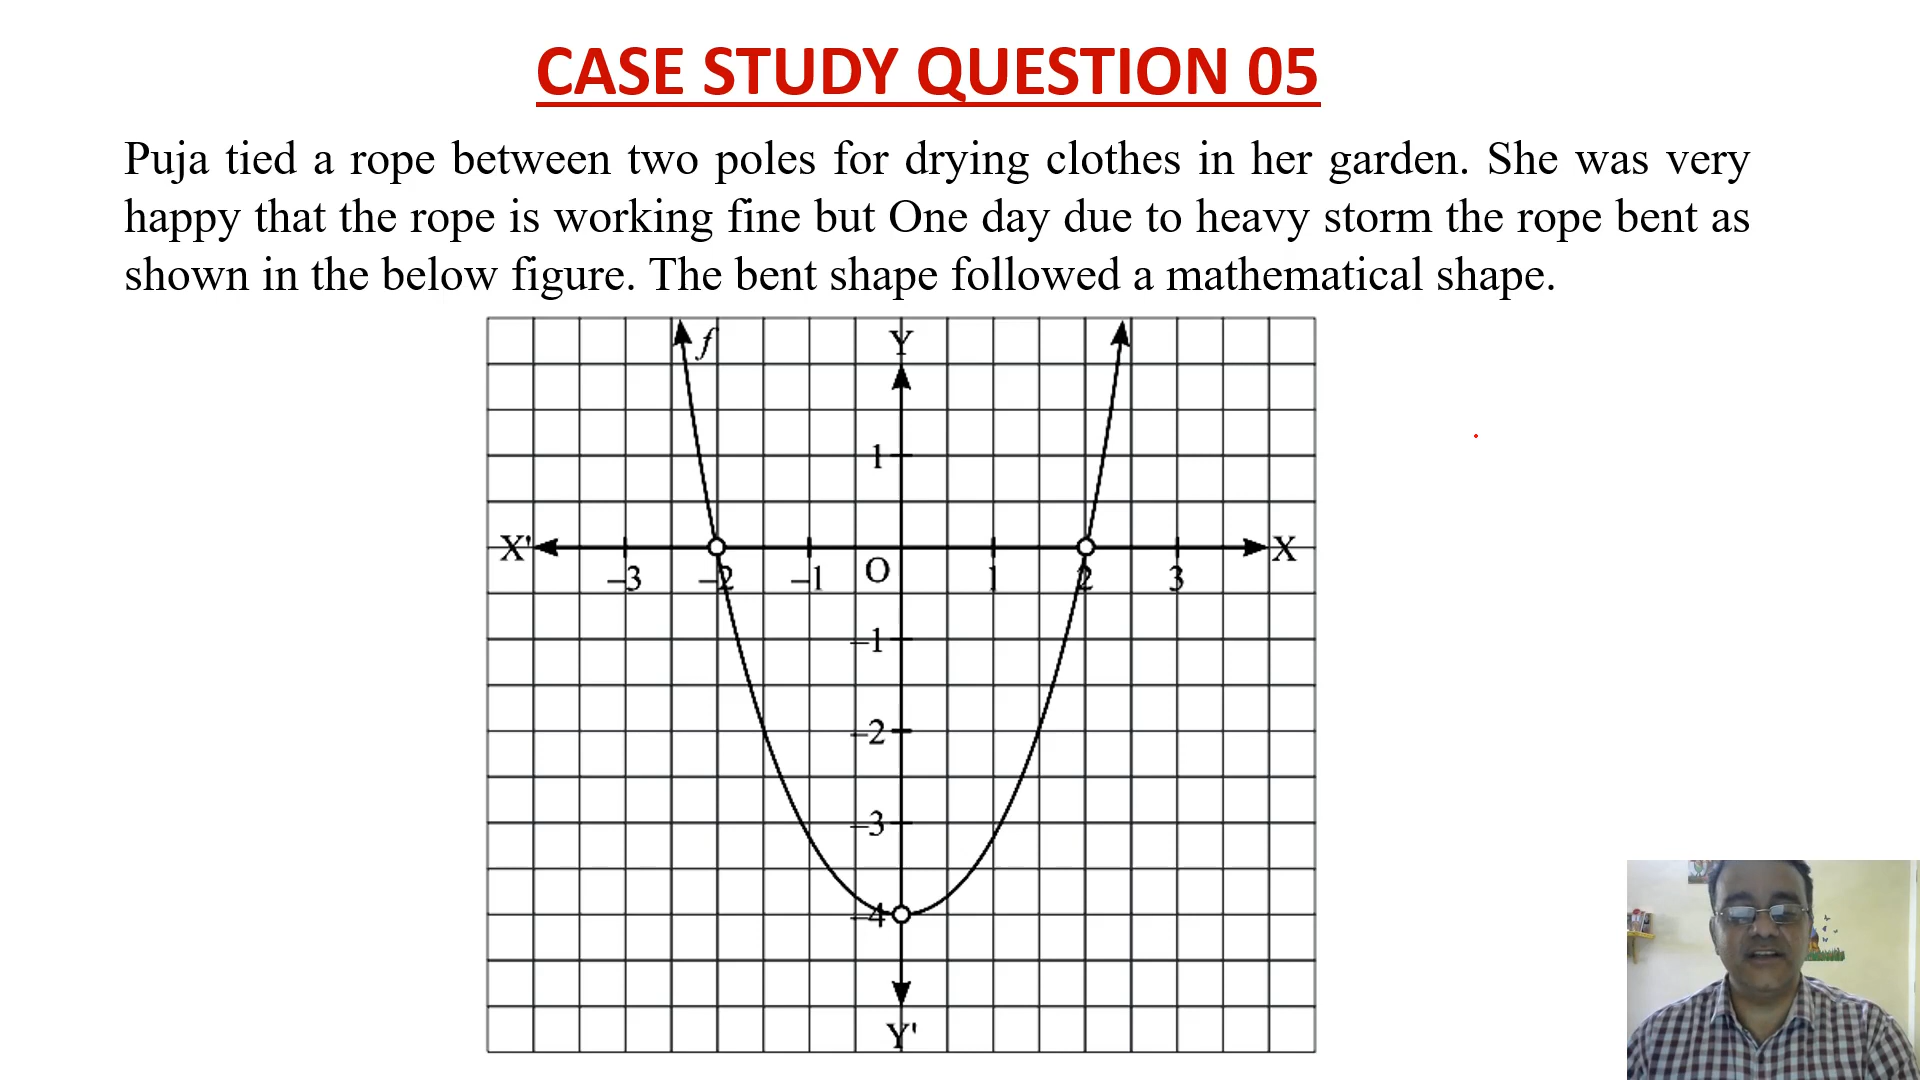 CASE STUDY QUESTION 05
Puja tied a rope between two poles for drying clothes in her garden. She was very
happy that the rope is working fine but One day due to heavy storm the rope bent as
shown in the below figure. The bent shape followed a mathematical shape.
f
Y
1
X'
X
–3
–2
–1
O
1
2
3
–1
–2
–3
–4
Y'